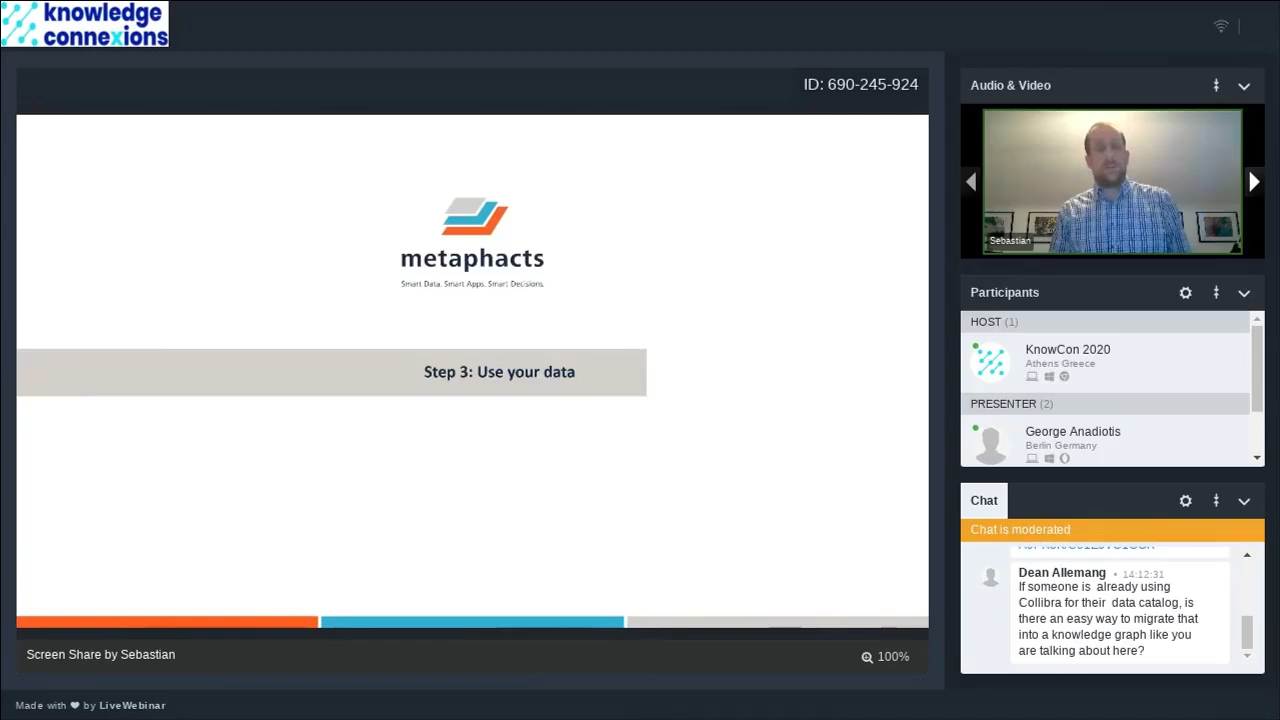 knowledge
connexions
ID: 690-245-924
metaphacts
Smart Data. Smart Apps. Smart Decisions.
Step 3: Use your data
Screen Share by Sebastian
100%
Made with ❤ by LiveWebinar
Audio & Video
Sebastian
Participants
HOST (1)
KnowCon 2020
Athens Greece
PRESENTER (2)
George Anadiotis
Berlin Germany
Chat
Chat is moderated
Dean Allemang • 14:12:31
If someone is already using
Collibra for their data catalog, is
there an easy way to migrate that
into a knowledge graph like you
are talking about here?